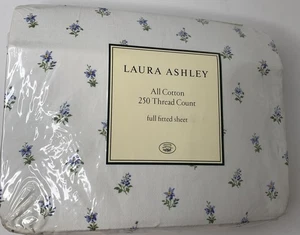 LAURA ASHLEY
All Cotton
250 Thread Count
full fitted sheet